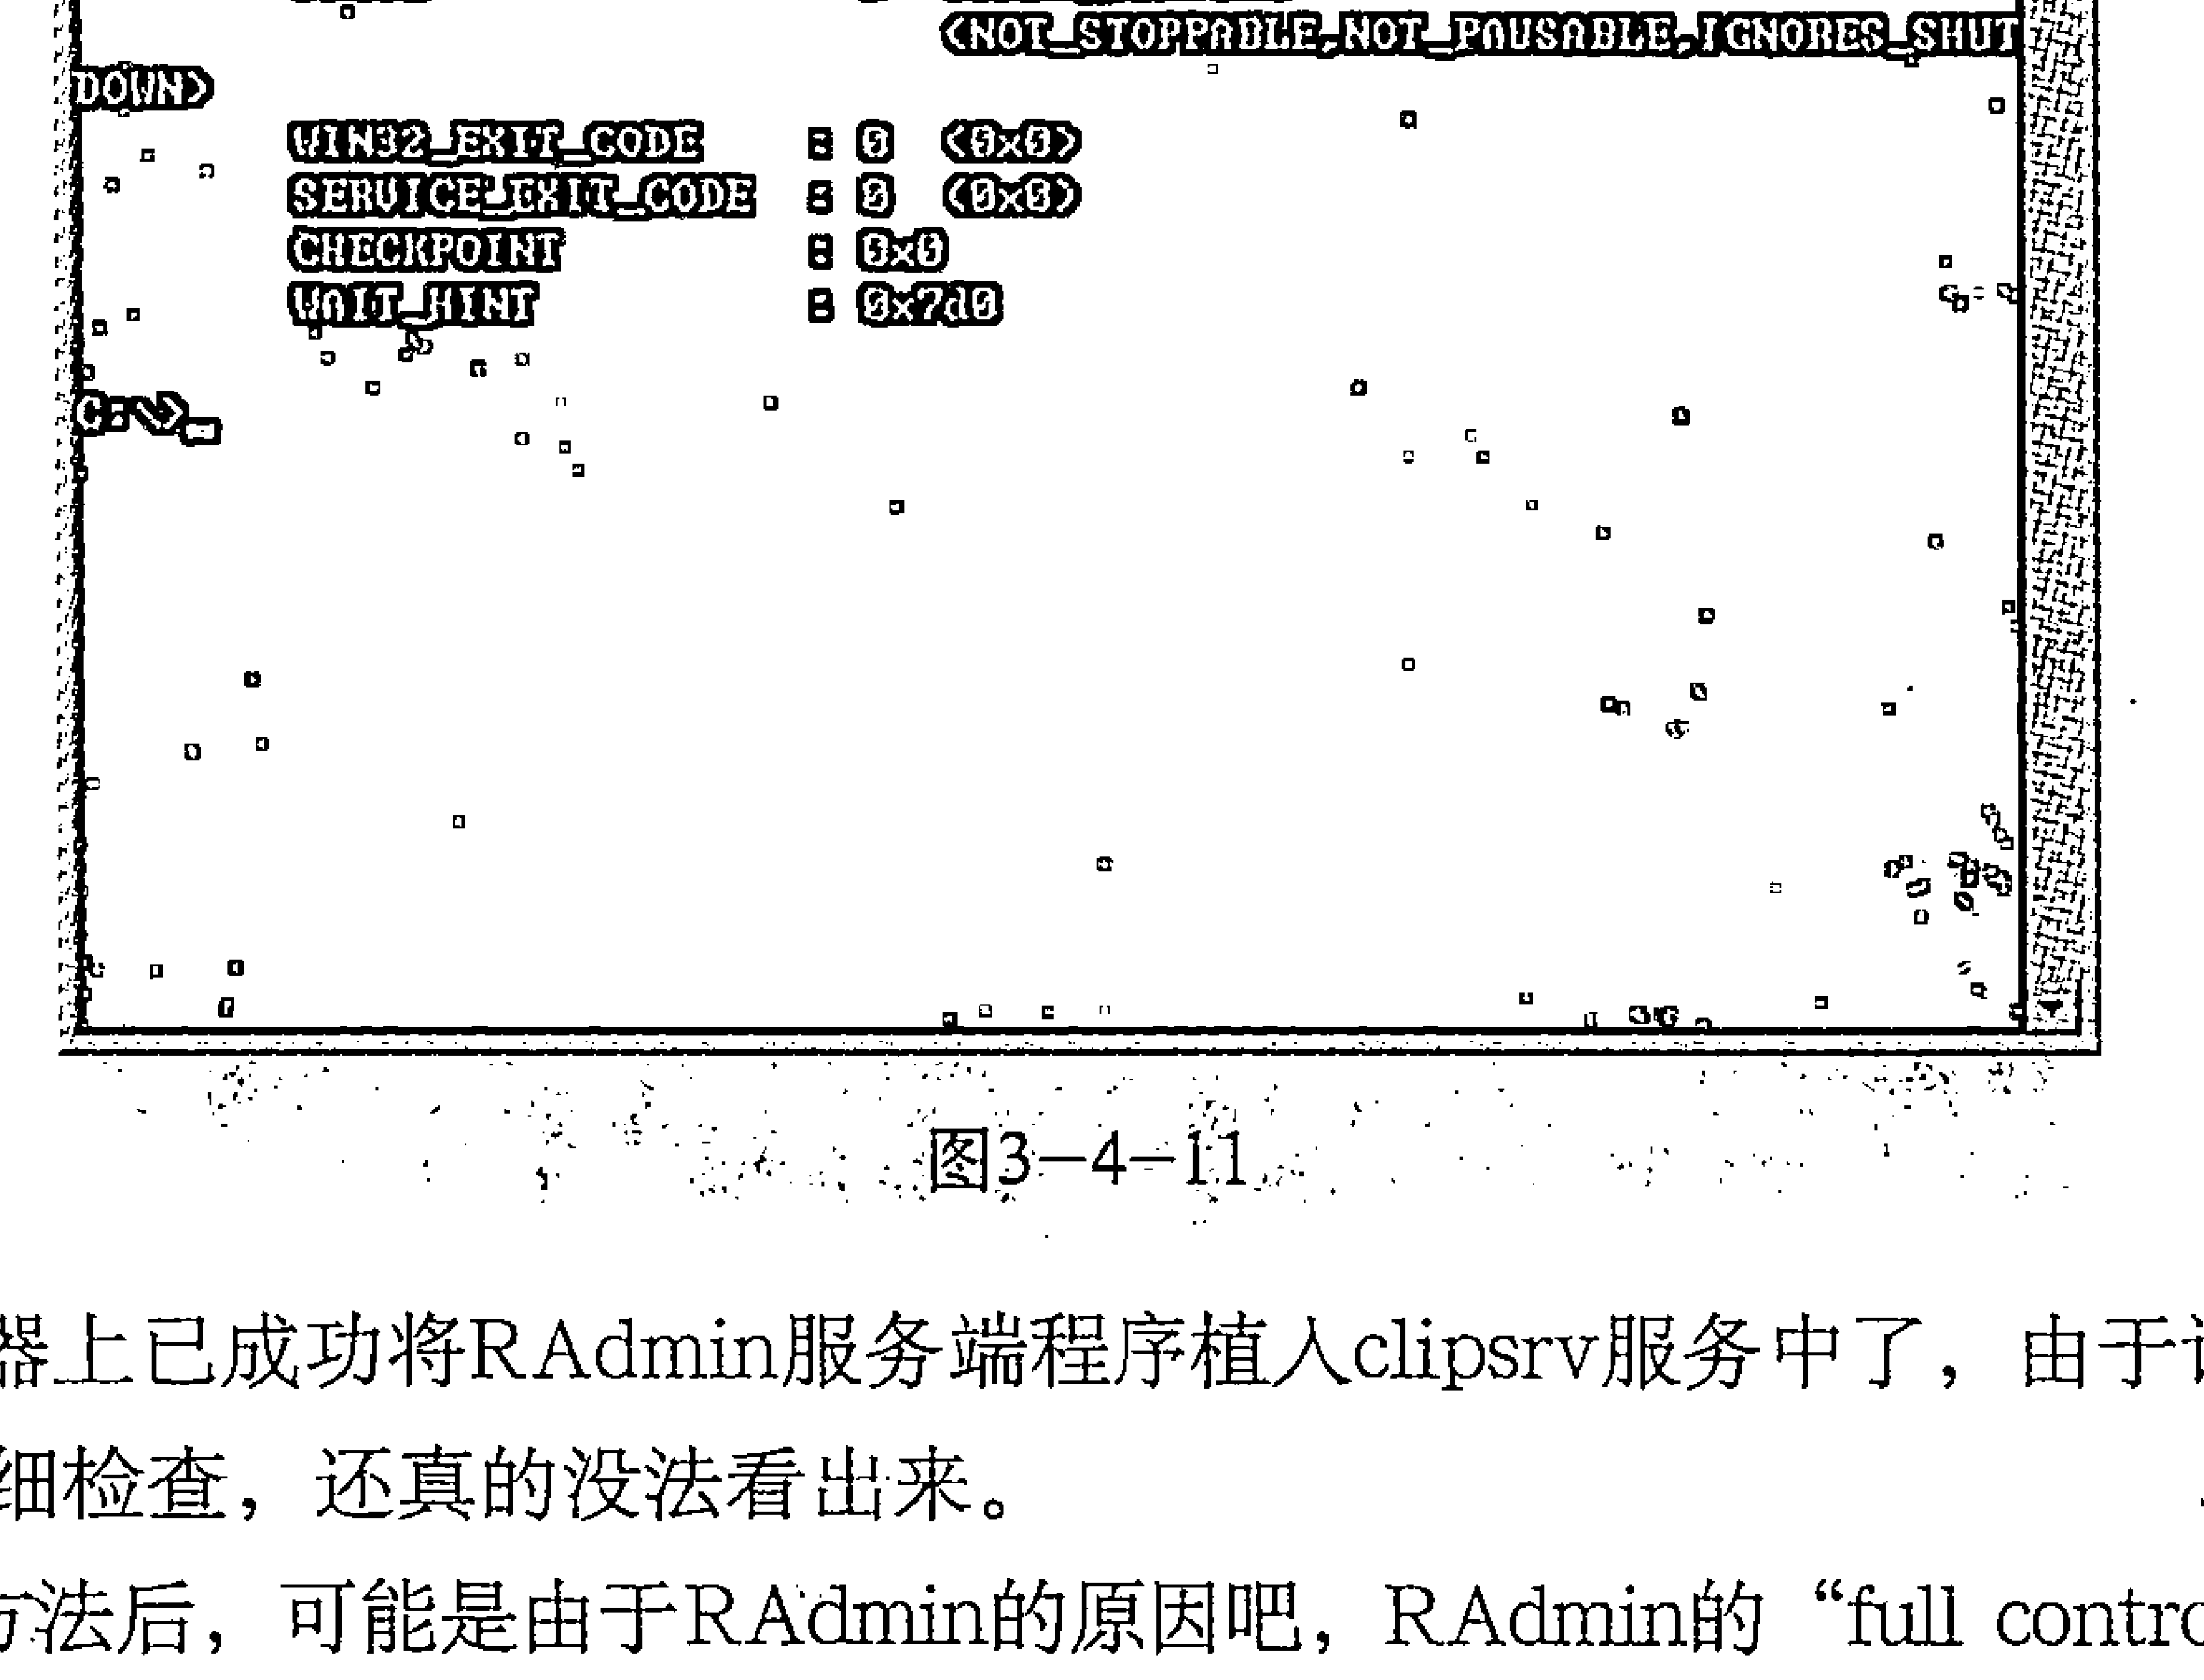 (NOT_STOPPABLE,NOT_PAUSABLE,IGNORES_SHUT
DOWN)
WIN32_EXIT_CODE : 0 (0x0)
SERVICE_EXIT_CODE : 0 (0x0)
CHECKPOINT : 0x0
WAIT_HINT : 0x7d0
C:\>_
图3-4-11
器上已成功将RAdmin服务端程序植入clipsrv服务中了，由于
细检查，还真的没法看出来。
方法后，可能是由于RAdmin的原因吧，RAdmin的“full contro